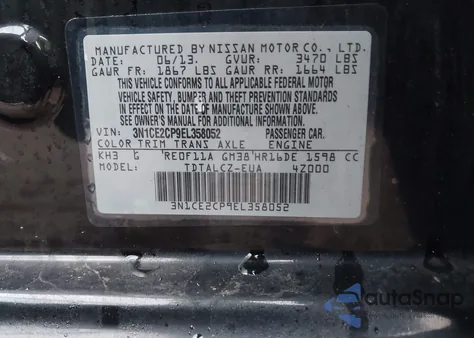 MANUFACTURED BY NISSAN MOTOR CO., LTD.
DATE: 06/13. GVWR: 3470 LBS
GAWR FR: 1867 LBS GAWR RR: 1664 LBS
THIS VEHICLE CONFORMS TO ALL APPLICABLE FEDERAL MOTOR
VEHICLE SAFETY, BUMPER AND THEFT PREVENTION STANDARDS
IN EFFECT ON THE DATE OF MANUFACTURE SHOWN ABOVE.
SEE OWNER'S MANUAL FOR ADDITIONAL INFORMATION.
VIN: 3N1CE2CP9EL358052 PASSENGER CAR.
COLOR TRIM TRANS AXLE ENGINE
KH3 G RE0F11A GM38 HR16DE 1598 CC
MODEL: TDTALCZ-EUA 4Z000
3N1CE2CP9EL358052
autoSnap
www.autosnap